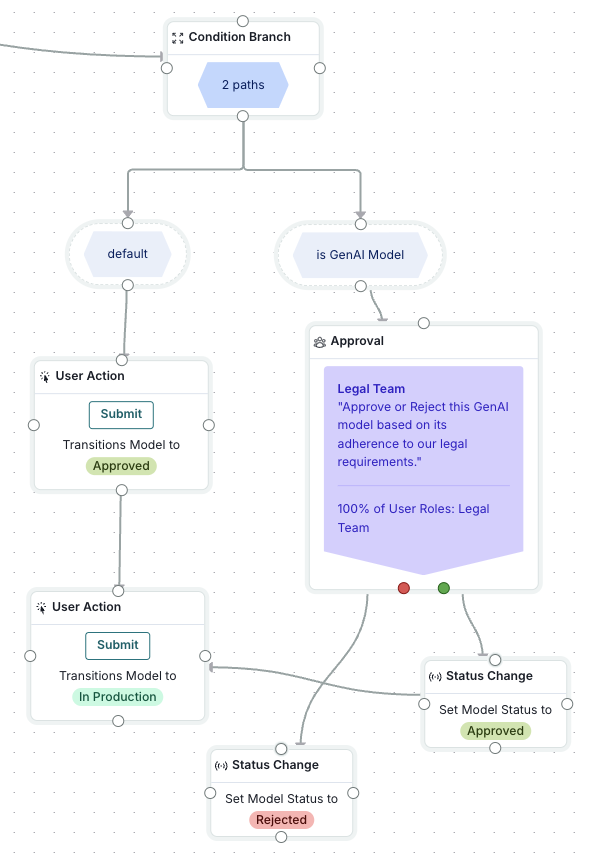 Condition Branch
2 paths
default
is GenAI Model
Approval
Legal Team
"Approve or Reject this GenAI
model based on its
adherence to our legal
requirements."
100% of User Roles: Legal
Team
User Action
Submit
Transitions Model to
Approved
User Action
Submit
Transitions Model to
In Production
Status Change
Set Model Status to
Approved
Status Change
Set Model Status to
Rejected